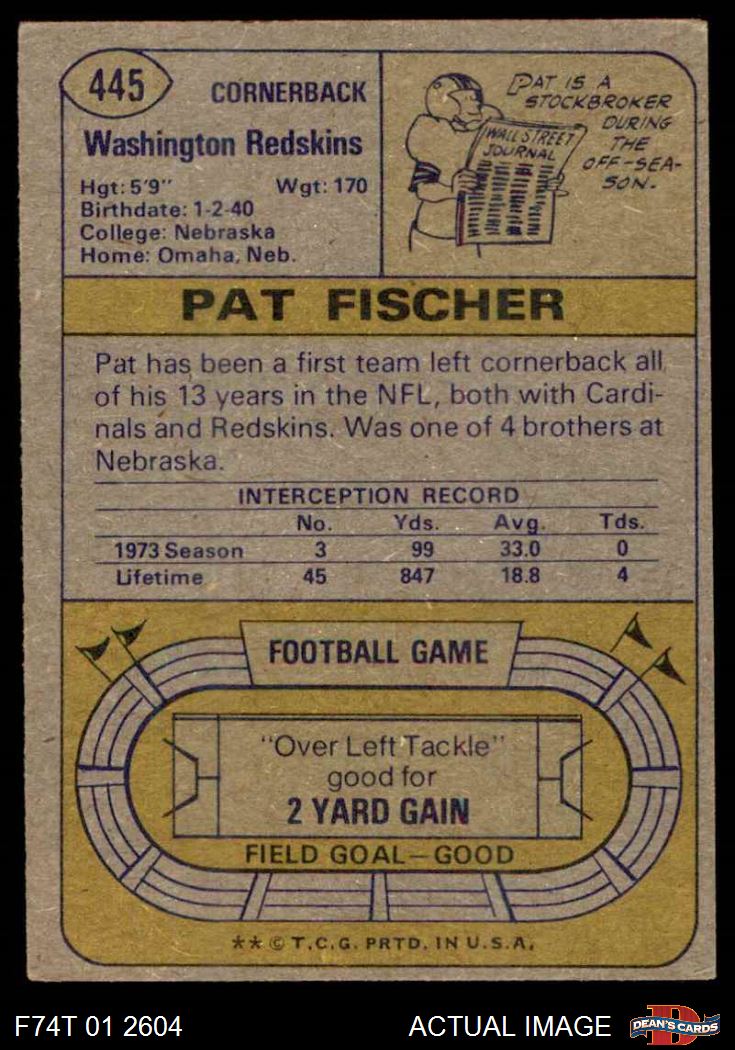 445
CORNERBACK
Washington Redskins
Hgt: 5'9" Wgt: 170
Birthdate: 1-2-40
College: Nebraska
Home: Omaha, Neb.
PAT IS A
STOCKBROKER
DURING
THE
OFF-SEA-
SON.
WALL STREET
JOURNAL
PAT FISCHER
Pat has been a first team left cornerback all
of his 13 years in the NFL, both with Cardi-
nals and Redskins. Was one of 4 brothers at
Nebraska.
INTERCEPTION RECORD
No. Yds. Avg. Tds.
1973 Season 3 99 33.0 0
Lifetime 45 847 18.8 4
FOOTBALL GAME
"Over Left Tackle"
good for
2 YARD GAIN
FIELD GOAL—GOOD
** © T.C.G. PRTD. IN U.S.A.
F74T 01 2604 ACTUAL IMAGE
D
DEAN'S CARDS